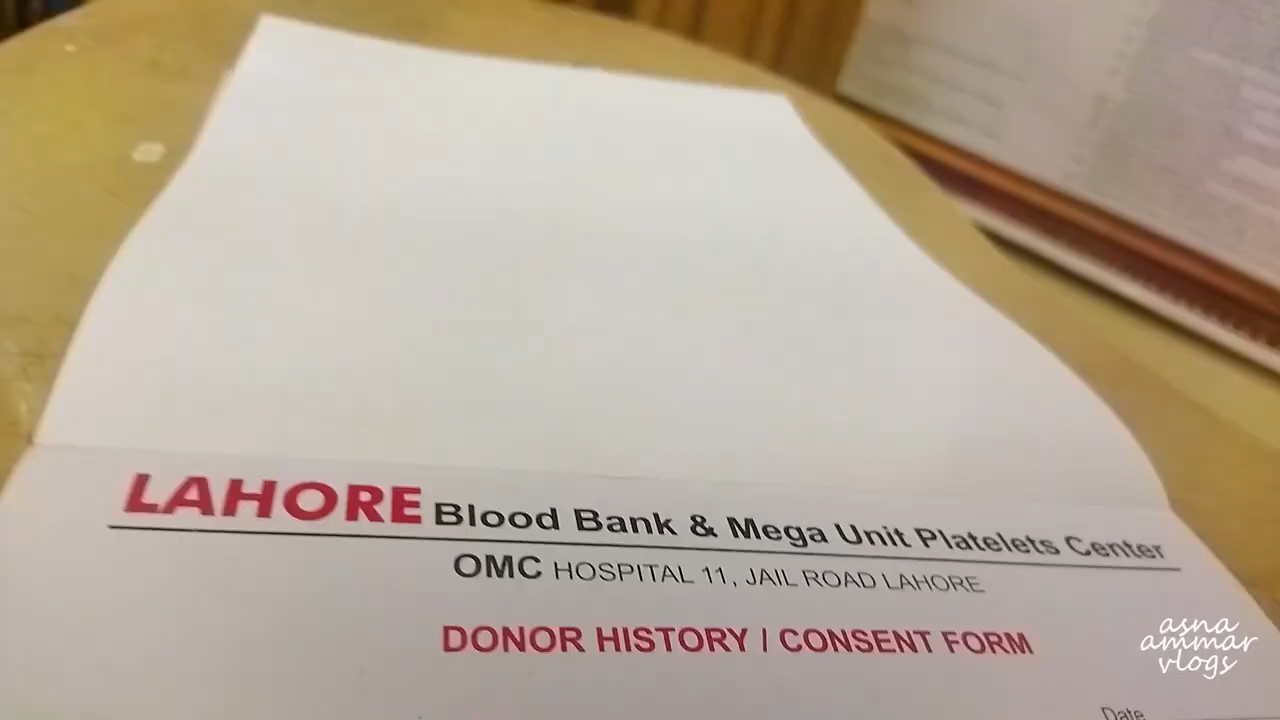 LAHORE Blood Bank & Mega Unit Platelets Center
OMC HOSPITAL 11, JAIL ROAD LAHORE
DONOR HISTORY / CONSENT FORM
Date
asna
ammar
vlogs